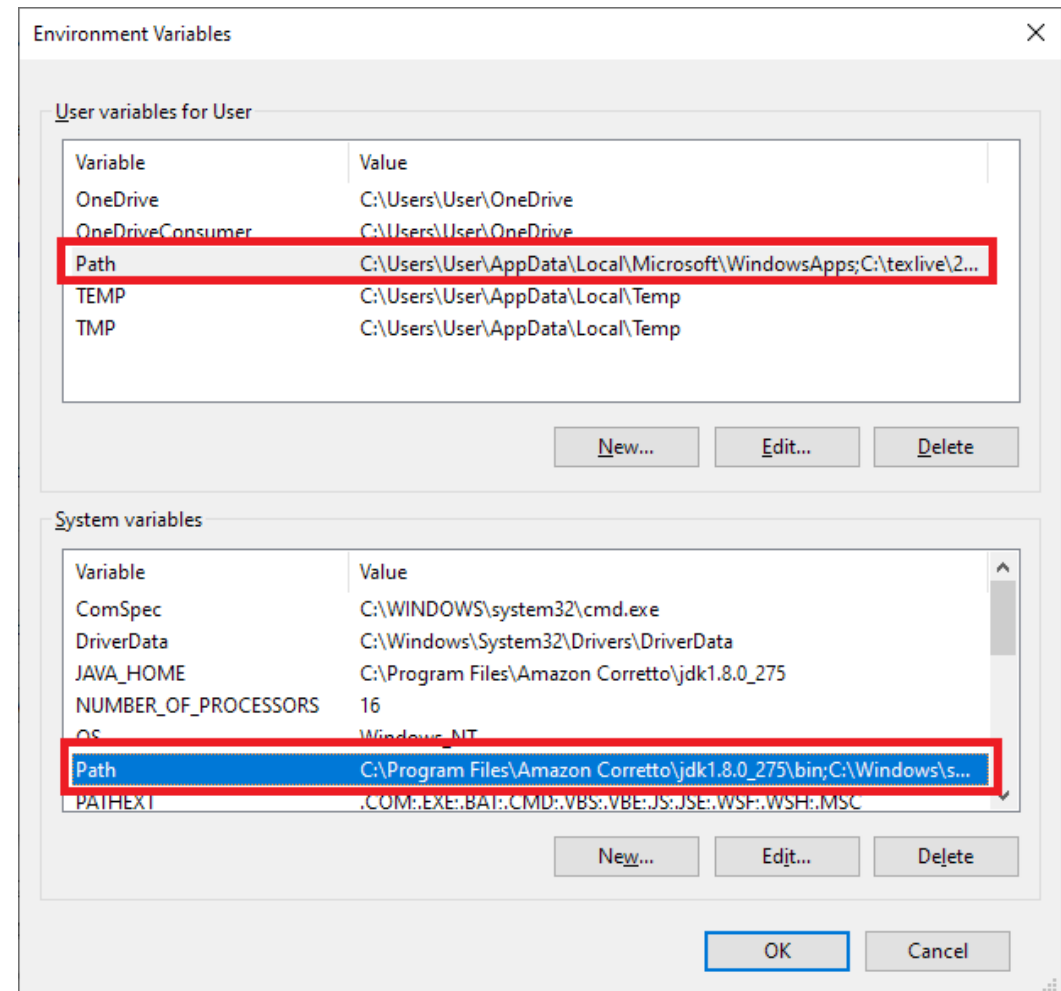 Environment Variables
User variables for User
Variable Value
OneDrive C:\Users\User\OneDrive
OneDriveConsumer C:\Users\User\OneDrive
Path C:\Users\User\AppData\Local\Microsoft\WindowsApps;C:\texlive\2...
TEMP C:\Users\User\AppData\Local\Temp
TMP C:\Users\User\AppData\Local\Temp
New... Edit... Delete
System variables
Variable Value
ComSpec C:\WINDOWS\system32\cmd.exe
DriverData C:\Windows\System32\Drivers\DriverData
JAVA_HOME C:\Program Files\Amazon Corretto\jdk1.8.0_275
NUMBER_OF_PROCESSORS 16
OS Windows_NT
Path C:\Program Files\Amazon Corretto\jdk1.8.0_275\bin;C:\Windows\s...
PATHEXT .COM;.EXE;.BAT;.CMD;.VBS;.VBE;.JS;.JSE;.WSF;.WSH;.MSC
New... Edit... Delete
OK Cancel